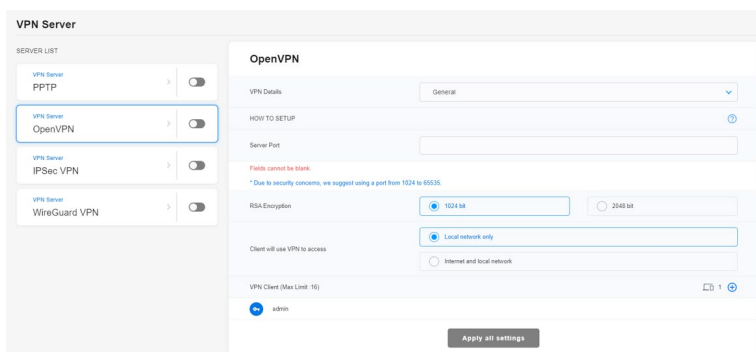 VPN Server
SERVER LIST
VPN Server
PPTP
VPN Server
OpenVPN
VPN Server
IPSec VPN
VPN Server
WireGuard VPN
OpenVPN
VPN Details
General
HOW TO SETUP
?
Server Port
Fields cannot be blank.
* Due to security concerns, we suggest using a port from 1024 to 65535.
RSA Encryption
1024 bit
2048 bit
Client will use VPN to access
Local network only
Internet and local network
VPN Client (Max Limit :16)
1
admin
Apply all settings